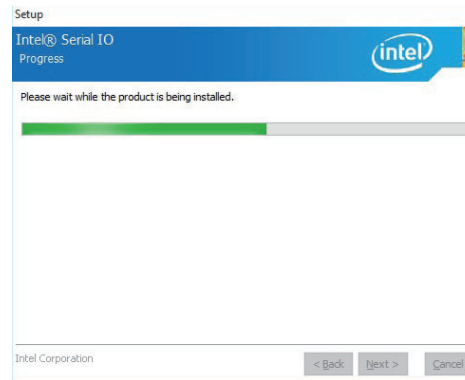 Setup
Intel® Serial IO
Progress
intel
Please wait while the product is being installed.
Intel Corporation
< Back
Next >
Cancel